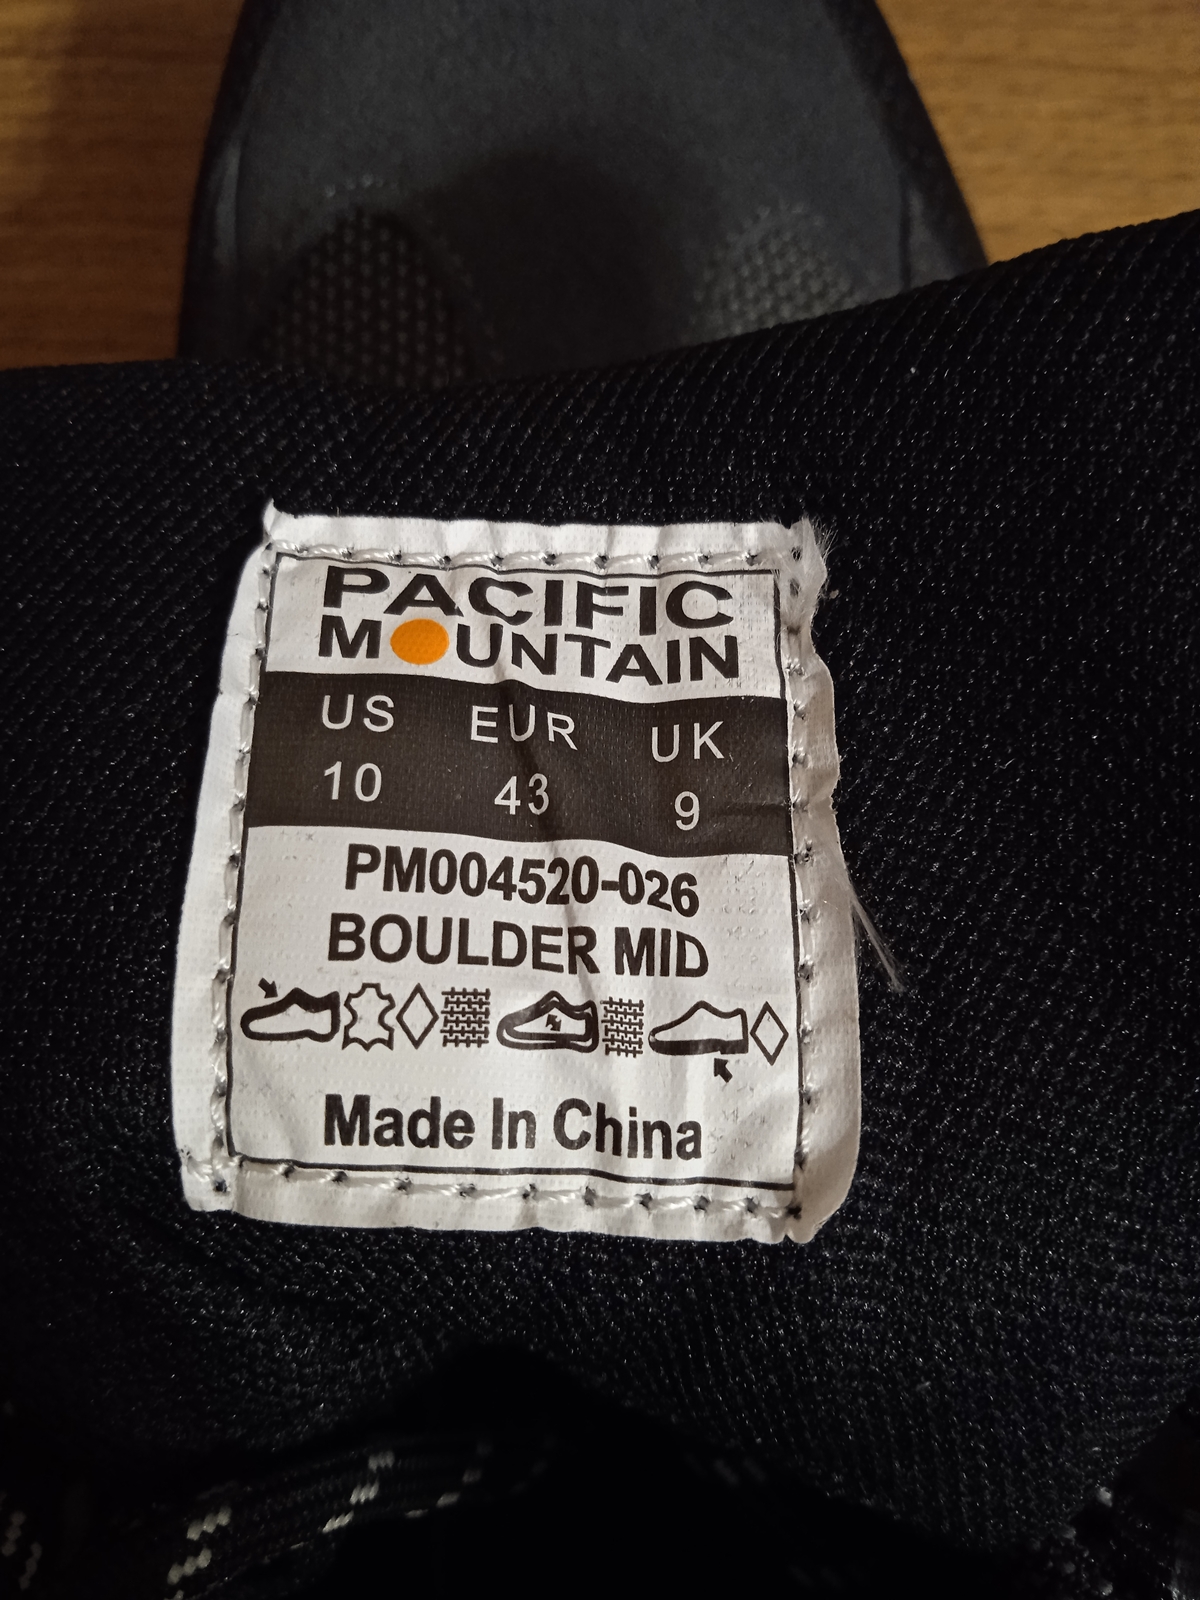 PACIFIC
MOUNTAIN
US EUR UK
10 43 9
PM004520-026
BOULDER MID
Made In China